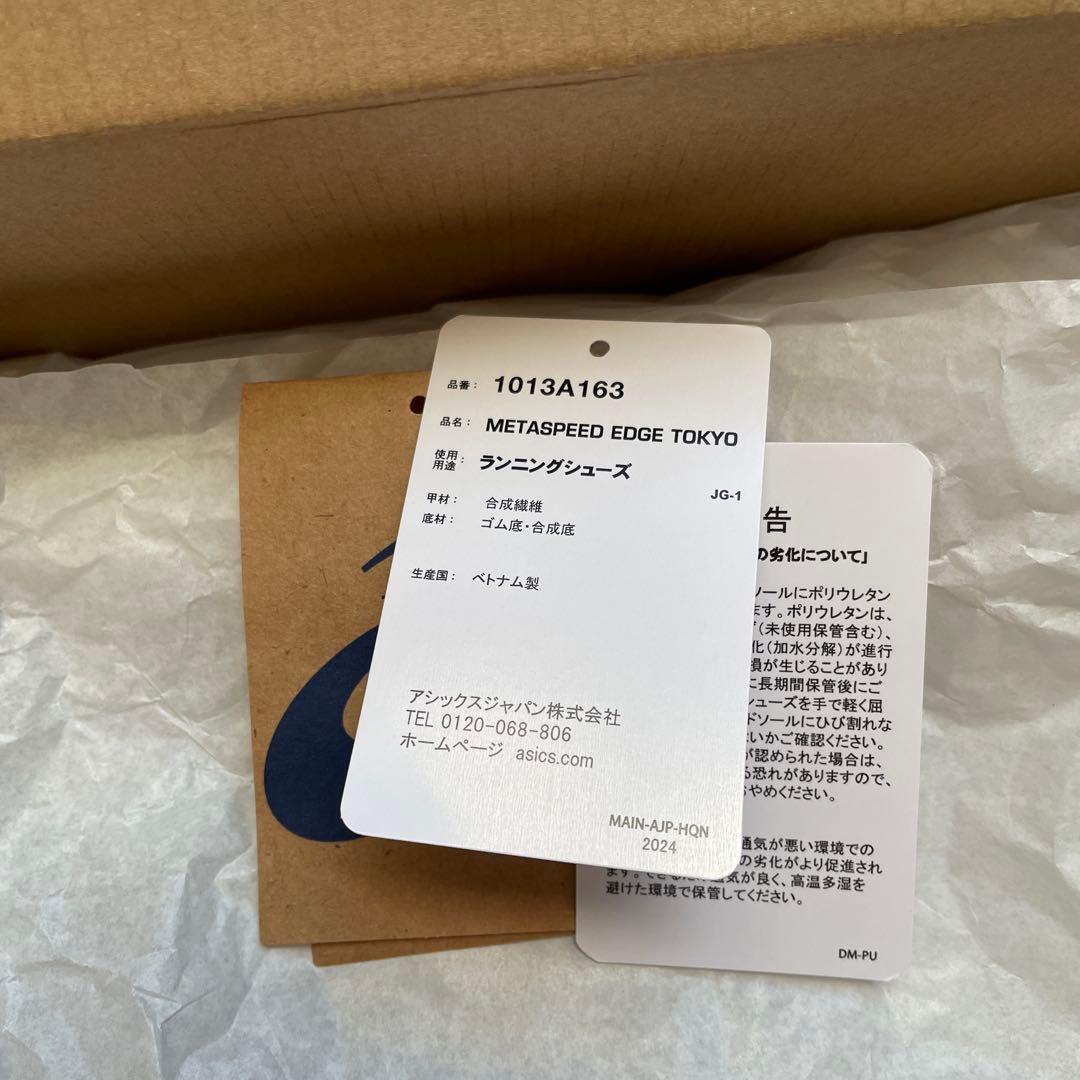 品番： 1013A163
品名： METASPEED EDGE TOKYO
使用用途： ランニングシューズ
JG-1
甲材： 合成繊維
底材： ゴム底・合成底
生産国： ベトナム製
アシックスジャパン株式会社
TEL 0120-068-806
ホームページ asics.com
MAIN-AJP-HQN
2024
告
の劣化について」
ソールにポリウレタン
ます。ポリウレタンは、
（未使用保管含む）、
化（加水分解）が進行
損が生じることがあり
に長期間保管後にご
シューズを手で軽く屈
ドソールにひび割れな
いかご確認ください。
が認められた場合は、
る恐れがありますので、
おやめください。
通気が悪い環境での
の劣化がより促進され
ます。できるだけ通気が良く、高温多湿を
避けた環境で保管してください。
DM-PU